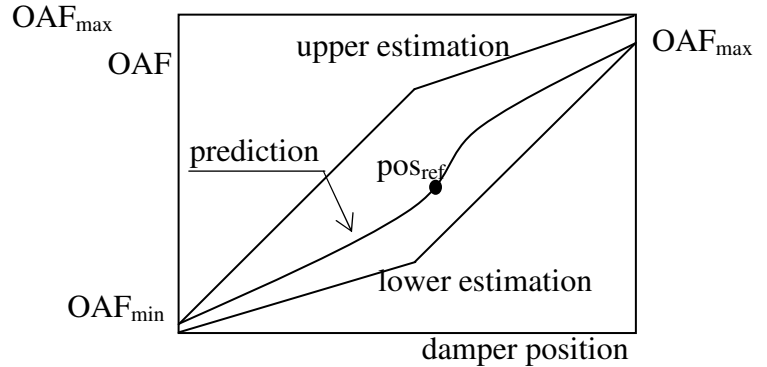 OAFmax
upper estimation
OAFmax
OAF
prediction
posref
lower estimation
OAFmin
damper position